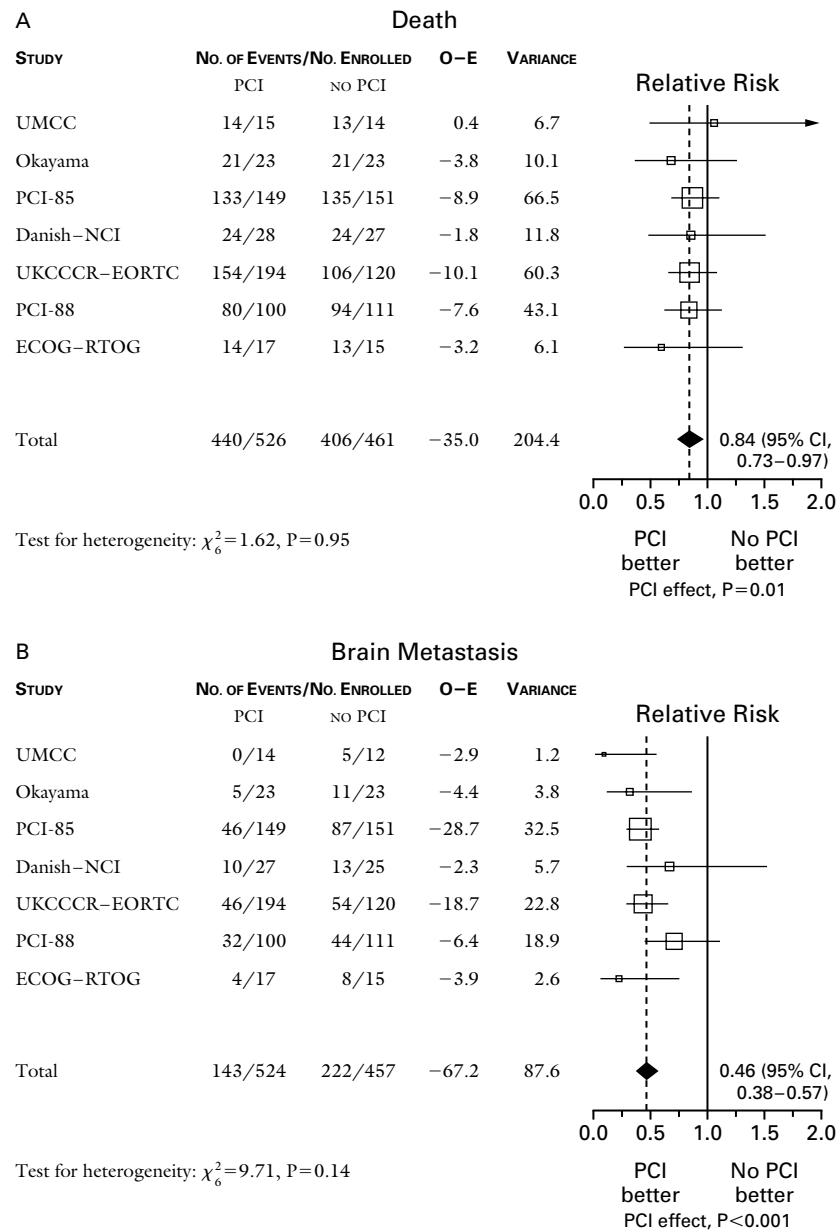 A Death
STUDY NO. OF EVENTS/NO. ENROLLED O−E VARIANCE
PCI NO PCI Relative Risk
UMCC 14/15 13/14 0.4 6.7
Okayama 21/23 21/23 −3.8 10.1
PCI-85 133/149 135/151 −8.9 66.5
Danish−NCI 24/28 24/27 −1.8 11.8
UKCCCR−EORTC 154/194 106/120 −10.1 60.3
PCI-88 80/100 94/111 −7.6 43.1
ECOG−RTOG 14/17 13/15 −3.2 6.1
Total 440/526 406/461 −35.0 204.4 0.84 (95% CI,
0.73–0.97)
0.0 0.5 1.0 1.5 2.0
Test for heterogeneity: χ²₆=1.62, P=0.95 PCI No PCI
better better
PCI effect, P=0.01
B Brain Metastasis
STUDY NO. OF EVENTS/NO. ENROLLED O−E VARIANCE
PCI NO PCI Relative Risk
UMCC 0/14 5/12 −2.9 1.2
Okayama 5/23 11/23 −4.4 3.8
PCI-85 46/149 87/151 −28.7 32.5
Danish−NCI 10/27 13/25 −2.3 5.7
UKCCCR−EORTC 46/194 54/120 −18.7 22.8
PCI-88 32/100 44/111 −6.4 18.9
ECOG−RTOG 4/17 8/15 −3.9 2.6
Total 143/524 222/457 −67.2 87.6 0.46 (95% CI,
0.38–0.57)
0.0 0.5 1.0 1.5 2.0
Test for heterogeneity: χ²₆=9.71, P=0.14 PCI No PCI
better better
PCI effect, P<0.001